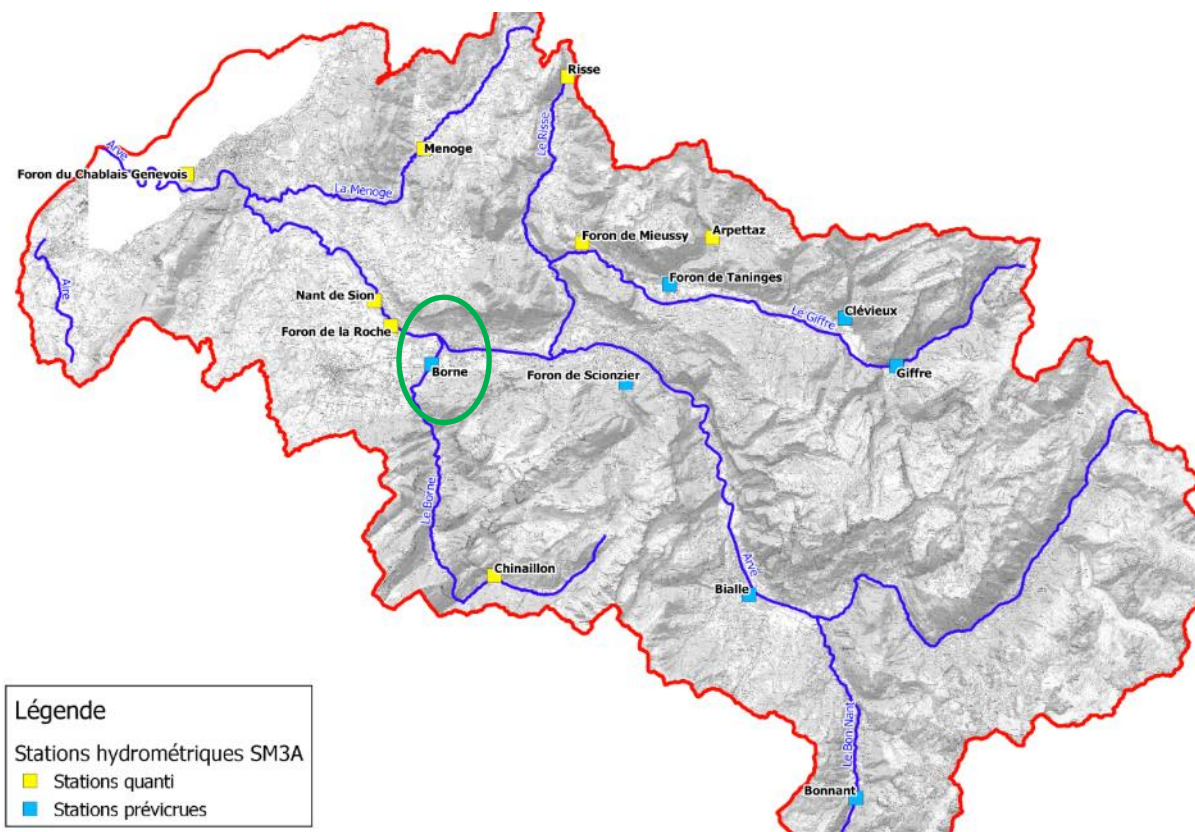 Risse
Le Risse
Arve
Menoge
Foron du Chablais Genevois
La Menoge
Foron de Mieussy
Arpettaz
Foron de Taninges
Aire
Nant de Sion
Le Giffre
Clévieux
Foron de la Roche
Borne
Foron de Scionzier
Giffre
Le Borne
Chinaillon
Arve
Bialle
Le Bon Nant
Bonnant
Légende
Stations hydrométriques SM3A
Stations quanti
Stations prévicrues